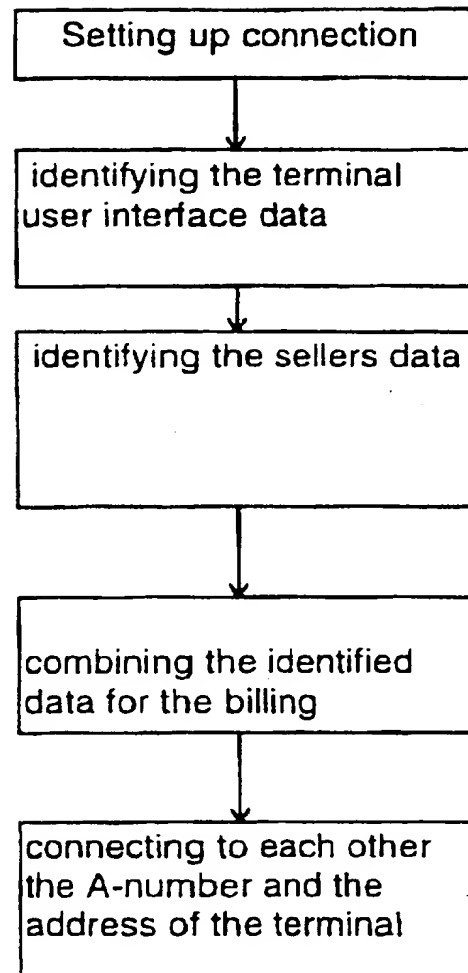 Setting up connection
identifying the terminal
user interface data
identifying the sellers data
combining the identified
data for the billing
connecting to each other
the A-number and the
address of the terminal